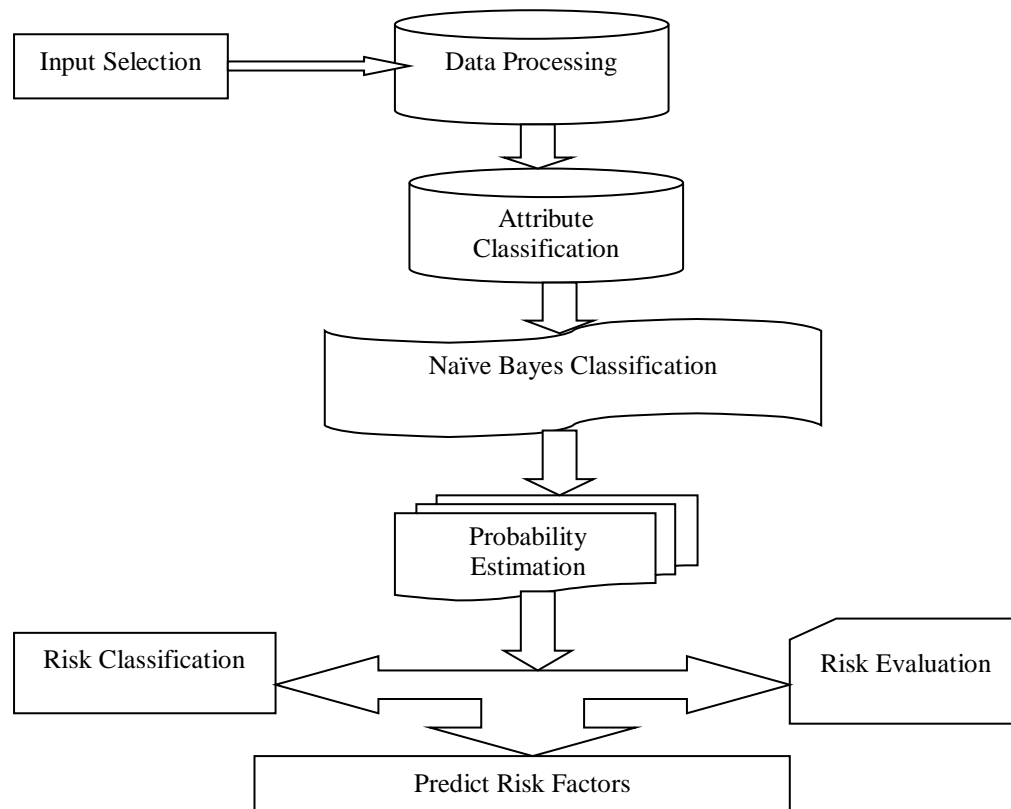 Input Selection
Data Processing
Attribute
Classification
Naïve Bayes Classification
Probability
Estimation
Risk Classification
Risk Evaluation
Predict Risk Factors